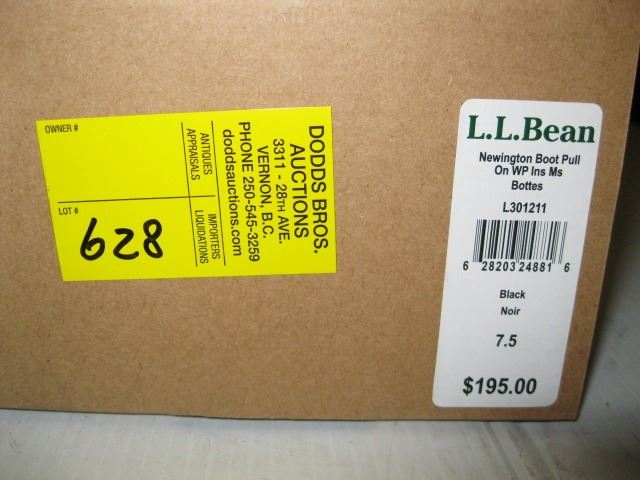 DODDS BROS.
AUCTIONS
3311 - 28TH AVE.
VERNON, B.C.
PHONE 250-545-3259
doddsauctions.com
ANTIQUES
APPRAISALS
IMPORTERS
LIQUIDATIONS
OWNER #
LOT #
628
L.L.Bean
Newington Boot Pull
On WP Ins Ms
Bottes
L301211
6 28203 24881 6
Black
Noir
7.5
$195.00